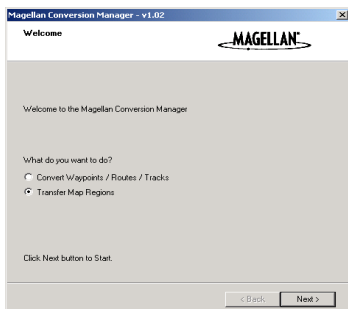 Magellan Conversion Manager - v1.02
Welcome
MAGELLAN
Welcome to the Magellan Conversion Manager
What do you want to do?
Convert Waypoints / Routes / Tracks
Transfer Map Regions
Click Next button to Start.
< Back
Next >